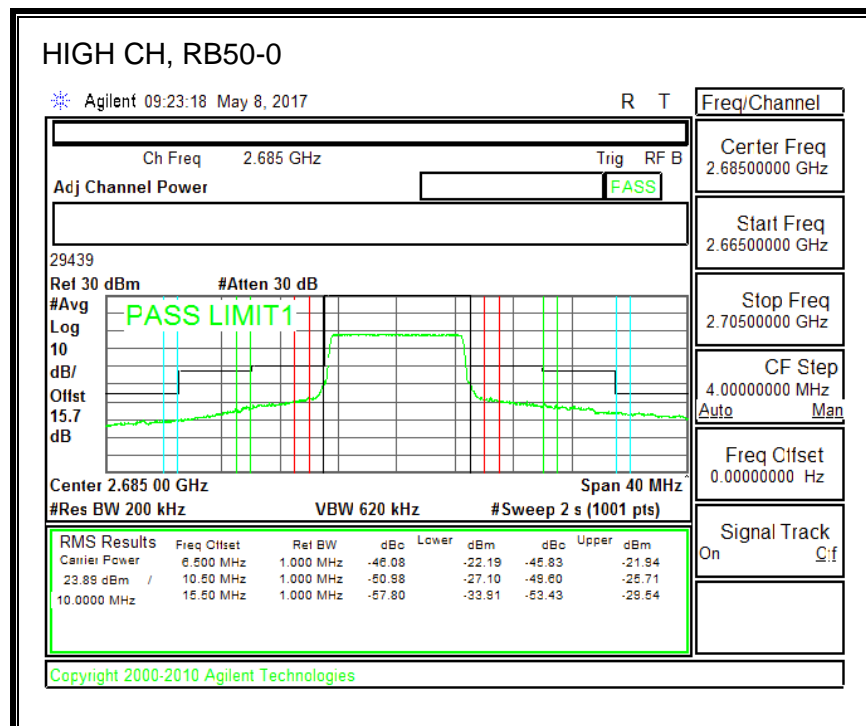 HIGH CH, RB50-0
Agilent 09:23:18 May 8, 2017 R T
Freq/Channel
Ch Freq 2.685 GHz Trig RF B
Adj Channel Power PASS
Center Freq
2.68500000 GHz
Start Freq
2.66500000 GHz
Stop Freq
2.70500000 GHz
CF Step
4.00000000 MHz
Auto Man
Freq Offset
0.00000000 Hz
Signal Track
On Off
29439
Ref 30 dBm #Atten 30 dB
#Avg
Log
10
dB/
Offst
15.7
dB
PASS LIMIT1
Center 2.685 00 GHz Span 40 MHz
#Res BW 200 kHz VBW 620 kHz #Sweep 2 s (1001 pts)
RMS Results Freq Offset Ref BW dBc Lower dBm dBc Upper dBm
Carrier Power 6.500 MHz 1.000 MHz -46.08 -22.19 -45.83 -21.94
23.89 dBm / 10.50 MHz 1.000 MHz -50.98 -27.10 -49.60 -25.71
10.0000 MHz 15.50 MHz 1.000 MHz -57.80 -33.91 -53.43 -29.54
Copyright 2000-2010 Agilent Technologies